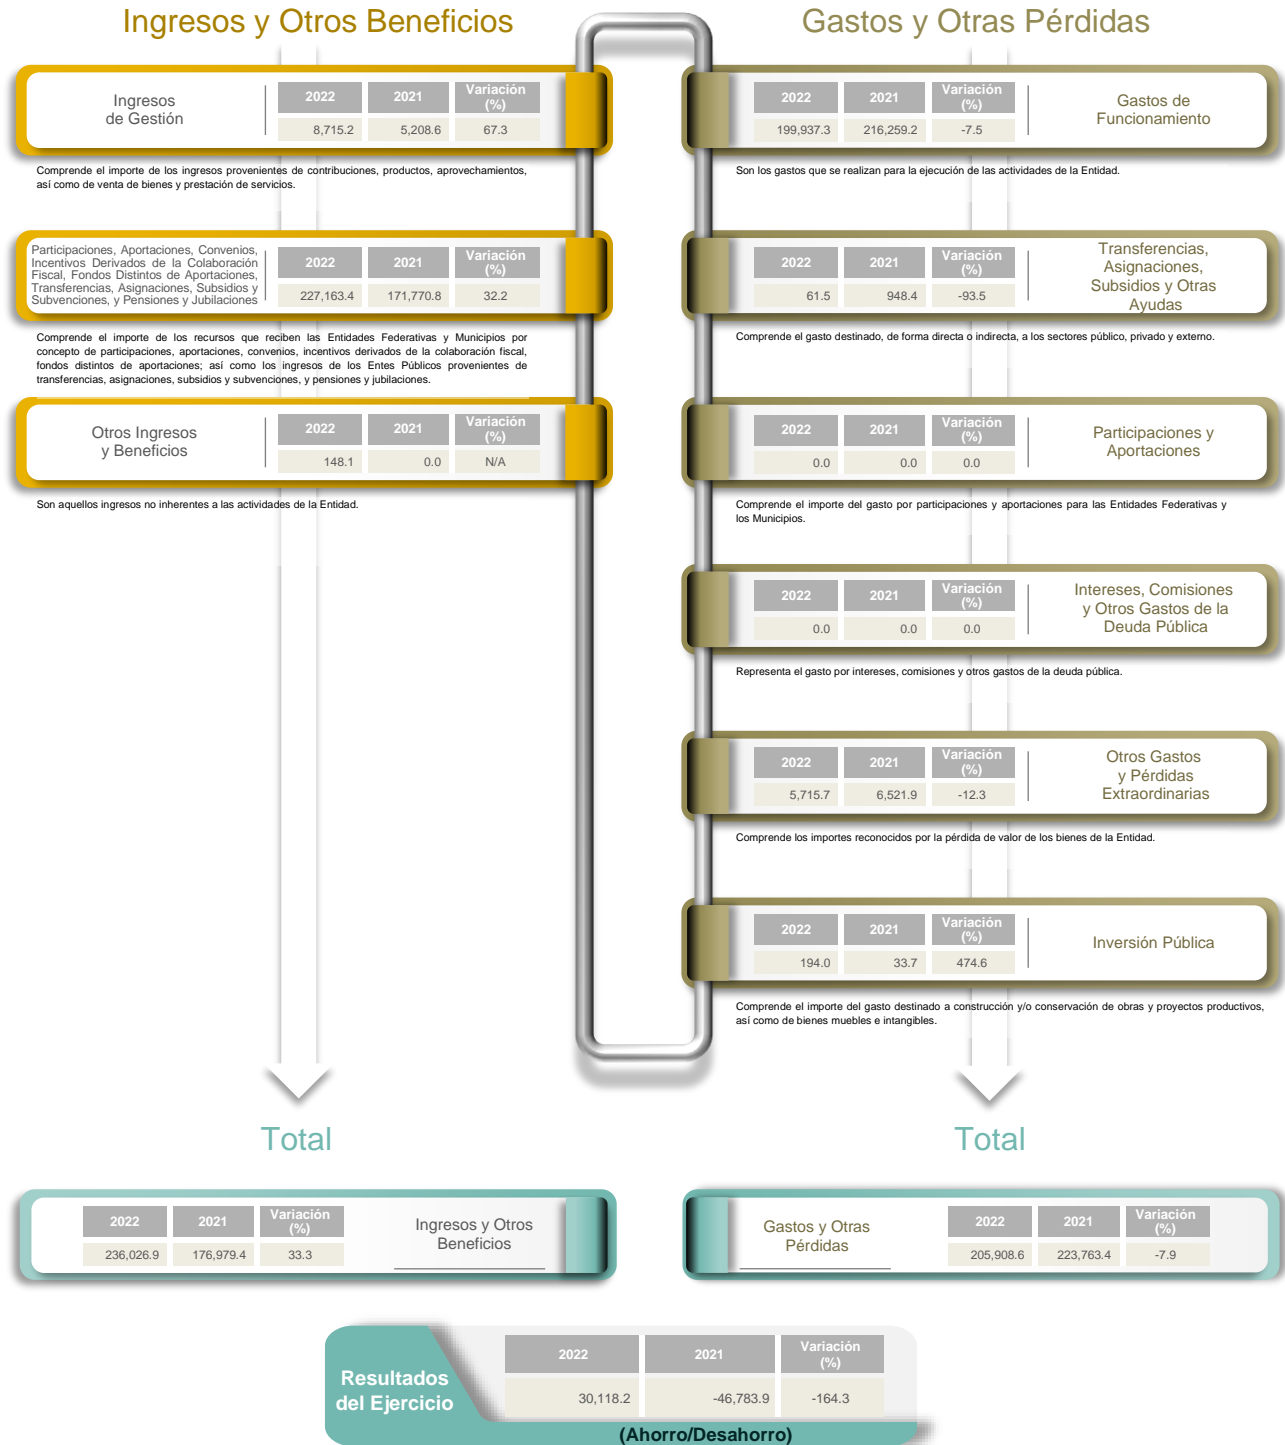 Ingresos y Otros Beneficios
Ingresos
de Gestión
2022 2021 Variación (%)
8,715.2 5,208.6 67.3
Comprende el importe de los ingresos provenientes de contribuciones, productos, aprovechamientos,
así como de venta de bienes y prestación de servicios.
Participaciones, Aportaciones, Convenios,
Incentivos Derivados de la Colaboración
Fiscal, Fondos Distintos de Aportaciones,
Transferencias, Asignaciones, Subsidios y
Subvenciones, y Pensiones y Jubilaciones
2022 2021 Variación (%)
227,163.4 171,770.8 32.2
Comprende el importe de los recursos que reciben las Entidades Federativas y Municipios por
concepto de participaciones, aportaciones, convenios, incentivos derivados de la colaboración fiscal,
fondos distintos de aportaciones; así como los ingresos de los Entes Públicos provenientes de
transferencias, asignaciones, subsidios y subvenciones, y pensiones y jubilaciones.
Otros Ingresos
y Beneficios
2022 2021 Variación (%)
148.1 0.0 N/A
Son aquellos ingresos no inherentes a las actividades de la Entidad.
Gastos y Otras Pérdidas
2022 2021 Variación (%)
199,937.3 216,259.2 -7.5
Gastos de
Funcionamiento
Son los gastos que se realizan para la ejecución de las actividades de la Entidad.
2022 2021 Variación (%)
61.5 948.4 -93.5
Transferencias,
Asignaciones,
Subsidios y Otras
Ayudas
Comprende el gasto destinado, de forma directa o indirecta, a los sectores público, privado y externo.
2022 2021 Variación (%)
0.0 0.0 0.0
Participaciones y
Aportaciones
Comprende el importe del gasto por participaciones y aportaciones para las Entidades Federativas y
los Municipios.
2022 2021 Variación (%)
0.0 0.0 0.0
Intereses, Comisiones
y Otros Gastos de la
Deuda Pública
Representa el gasto por intereses, comisiones y otros gastos de la deuda pública.
2022 2021 Variación (%)
5,715.7 6,521.9 -12.3
Otros Gastos
y Pérdidas
Extraordinarias
Comprende los importes reconocidos por la pérdida de valor de los bienes de la Entidad.
2022 2021 Variación (%)
194.0 33.7 474.6
Inversión Pública
Comprende el importe del gasto destinado a construcción y/o conservación de obras y proyectos productivos,
así como de bienes muebles e intangibles.
Total
2022 2021 Variación (%)
236,026.9 176,979.4 33.3
Ingresos y Otros
Beneficios
Total
Gastos y Otras
Pérdidas
2022 2021 Variación (%)
205,908.6 223,763.4 -7.9
Resultados
del Ejercicio
2022 2021 Variación (%)
30,118.2 -46,783.9 -164.3
(Ahorro/Desahorro)